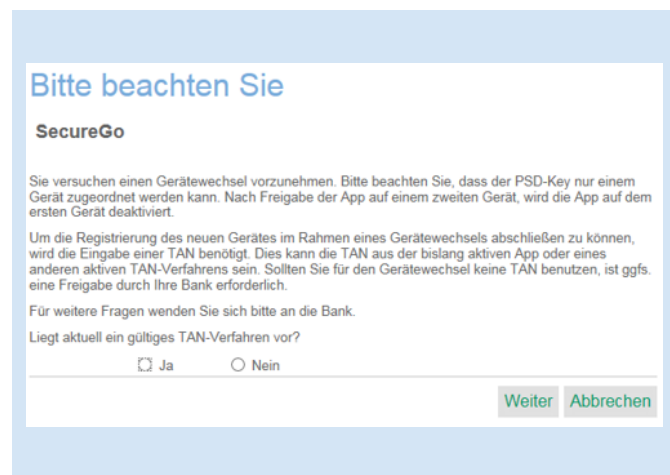 Bitte beachten Sie
SecureGo
Sie versuchen einen Gerätewechsel vorzunehmen. Bitte beachten Sie, dass der PSD-Key nur einem
Gerät zugeordnet werden kann. Nach Freigabe der App auf einem zweiten Gerät, wird die App auf dem
ersten Gerät deaktiviert.
Um die Registrierung des neuen Gerätes im Rahmen eines Gerätewechsels abschließen zu können,
wird die Eingabe einer TAN benötigt. Dies kann die TAN aus der bislang aktiven App oder eines
anderen aktiven TAN-Verfahrens sein. Sollten Sie für den Gerätewechsel keine TAN benutzen, ist ggfs.
eine Freigabe durch Ihre Bank erforderlich.
Für weitere Fragen wenden Sie sich bitte an die Bank.
Liegt aktuell ein gültiges TAN-Verfahren vor?
Ja Nein
Weiter Abbrechen